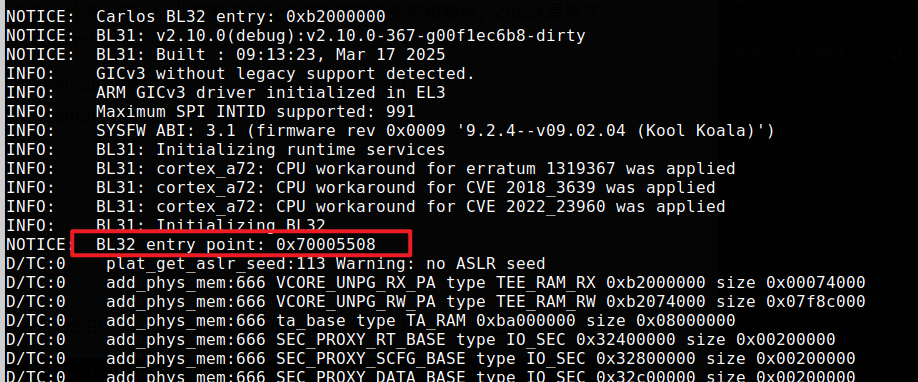 NOTICE:  Carlos BL32 entry: 0xb2000000
NOTICE:  BL31: v2.10.0(debug):v2.10.0-367-g00f1ec6b8-dirty
NOTICE:  BL31: Built : 09:13:23, Mar 17 2025
INFO:    GICv3 without legacy support detected.
INFO:    ARM GICv3 driver initialized in EL3
INFO:    Maximum SPI INTID supported: 991
INFO:    SYSFW ABI: 3.1 (firmware rev 0x0009 '9.2.4--v09.02.04 (Kool Koala)')
INFO:    BL31: Initializing runtime services
INFO:    BL31: cortex_a72: CPU workaround for erratum 1319367 was applied
INFO:    BL31: cortex_a72: CPU workaround for CVE 2018_3639 was applied
INFO:    BL31: cortex_a72: CPU workaround for CVE 2022_23960 was applied
INFO:    BL31: Initializing BL32
NOTICE:  BL32 entry point: 0x70005508
D/TC:0   plat_get_aslr_seed:113 Warning: no ASLR seed
D/TC:0   add_phys_mem:666 VCORE_UNPG_RX_PA type TEE_RAM_RX 0xb2000000 size 0x00074000
D/TC:0   add_phys_mem:666 VCORE_UNPG_RW_PA type TEE_RAM_RW 0xb2074000 size 0x07f8c000
D/TC:0   add_phys_mem:666 ta_base type TA_RAM 0xba000000 size 0x08000000
D/TC:0   add_phys_mem:666 SEC_PROXY_RT_BASE type IO_SEC 0x32400000 size 0x00200000
D/TC:0   add_phys_mem:666 SEC_PROXY_SCFG_BASE type IO_SEC 0x32800000 size 0x00200000
D/TC:0   add_phys_mem:666 SEC_PROXY_DATA_BASE type IO_SEC 0x32c00000 size 0x00200000